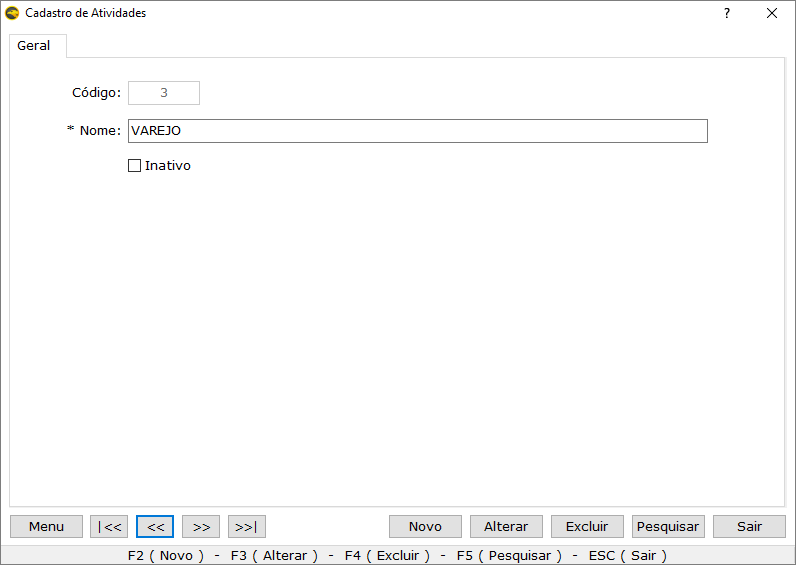 Cadastro de Atividades ?
Geral
Código: 3
* Nome: VAREJO
Inativo
Menu |<< << >> >>| Novo Alterar Excluir Pesquisar Sair
F2 ( Novo ) - F3 ( Alterar ) - F4 ( Excluir ) - F5 ( Pesquisar ) - ESC ( Sair )